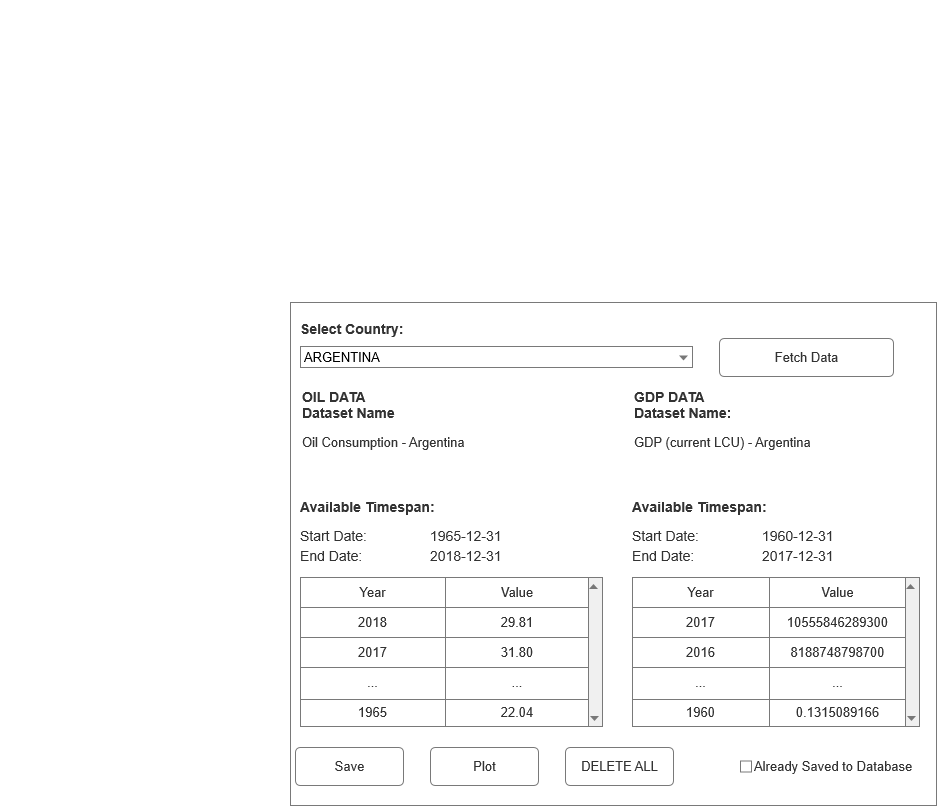 Select Country:
ARGENTINA
Fetch Data
OIL DATA
Dataset Name
Oil Consumption - Argentina
GDP DATA
Dataset Name:
GDP (current LCU) - Argentina
Available Timespan:
Start Date: 1965-12-31
End Date: 2018-12-31
Available Timespan:
Start Date: 1960-12-31
End Date: 2017-12-31
Year Value
2018 29.81
2017 31.80
... ...
1965 22.04
Year Value
2017 10555846289300
2016 8188748798700
... ...
1960 0.1315089166
Save
Plot
DELETE ALL
Already Saved to Database